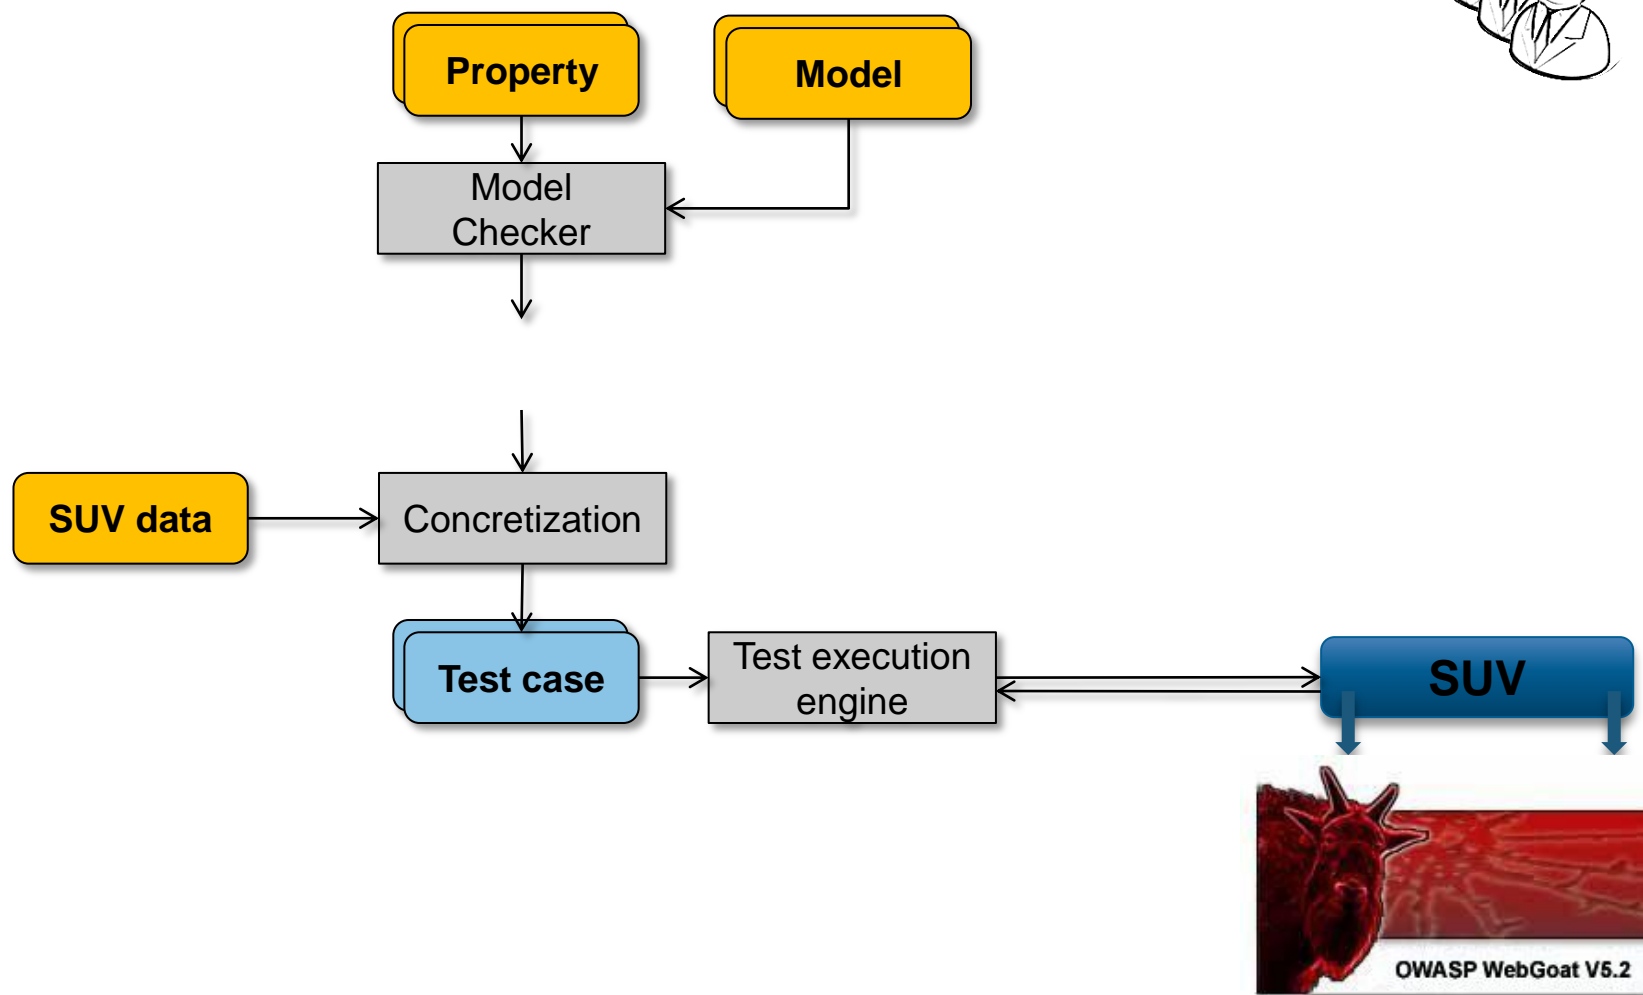 Property
Model
Model
Checker
SUV data
Concretization
Test case
Test execution
engine
SUV
OWASP WebGoat V5.2